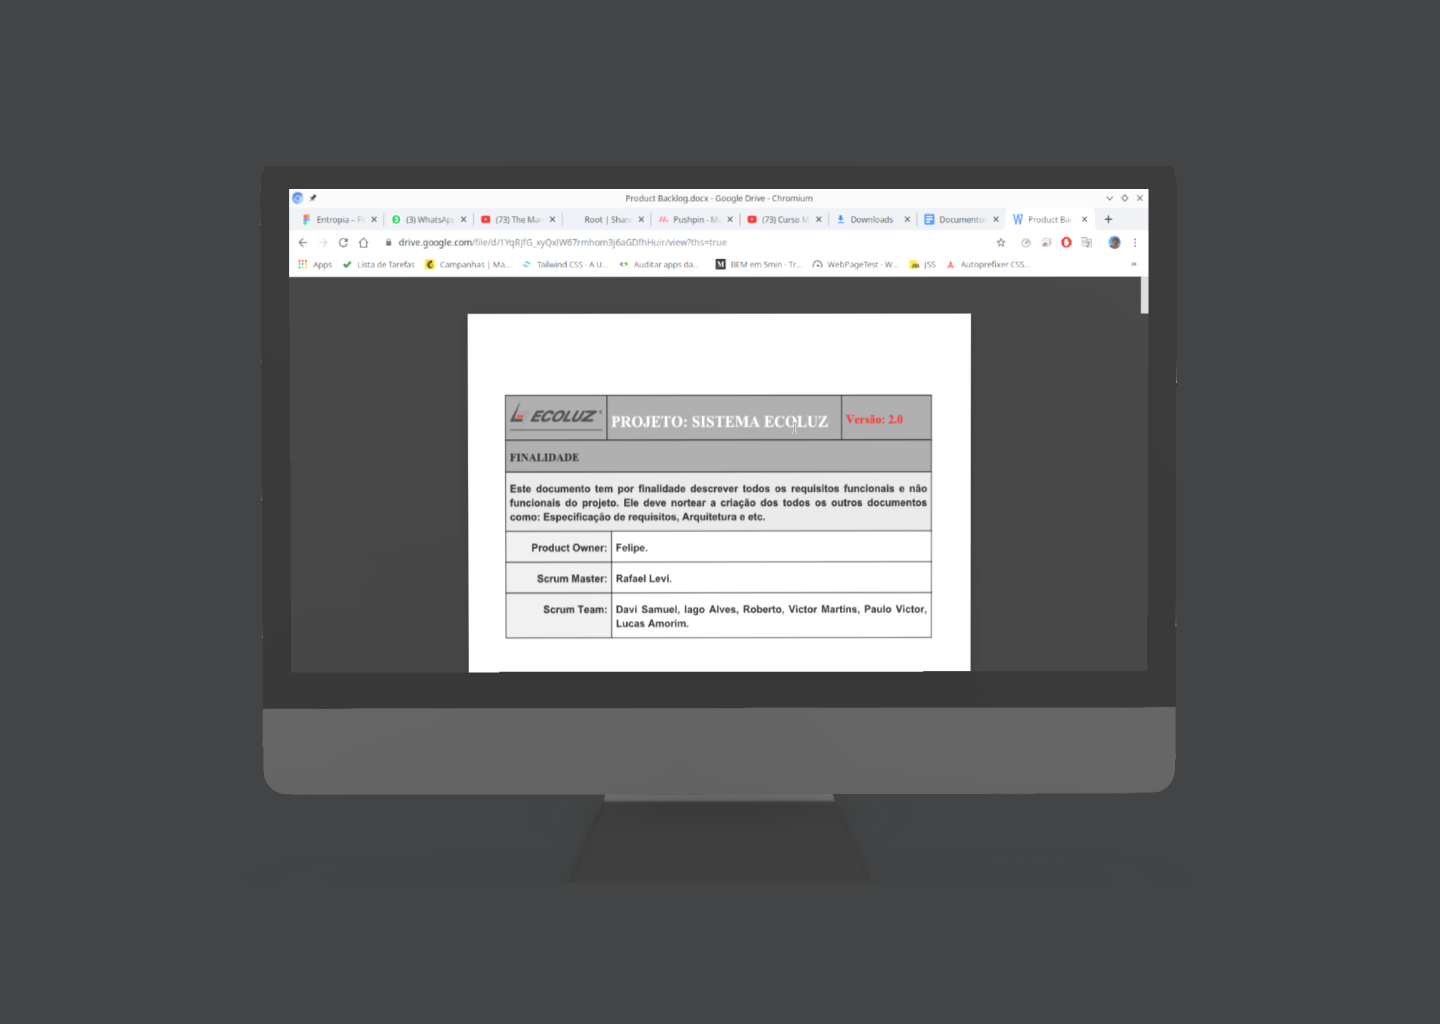 Product Backlog.docx - Google Drive - Chromium
Entropia – F
(3) WhatsAp
(73) The Ma
Root | Shar
Pushpin - M
(73) Curso M
Downloads
Documento
Product Ba
drive.google.com/file/d/1YqRJfG_xyQxlW67rmhom3j6aGDfhHuir/view?ths=true
Apps
Lista de Tarefas
Campanhas | Ma...
Tailwind CSS - A U...
Auditar apps da...
BEM em 5min - Tr...
WebPageTest - W...
JSS
Autoprefixer CSS...
»
ECOLUZ
PROJETO: SISTEMA ECOLUZ
Versão: 2.0
FINALIDADE
Este documento tem por finalidade descrever todos os requisitos funcionais e não
funcionais do projeto. Ele deve nortear a criação dos todos os outros documentos
como: Especificação de requisitos, Arquitetura e etc.
Product Owner: Felipe.
Scrum Master: Rafael Levi.
Scrum Team: Davi Samuel, Iago Alves, Roberto, Victor Martins, Paulo Victor,
Lucas Amorim.